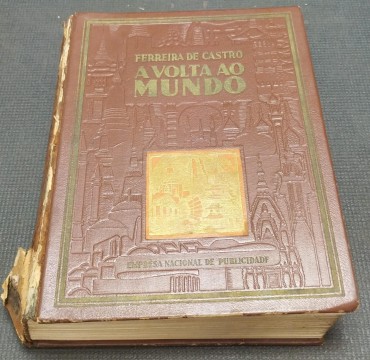 FERREIRA DE CASTRO
A VOLTA AO
MUNDO
EMPRESA NACIONAL DE PUBLICIDADE